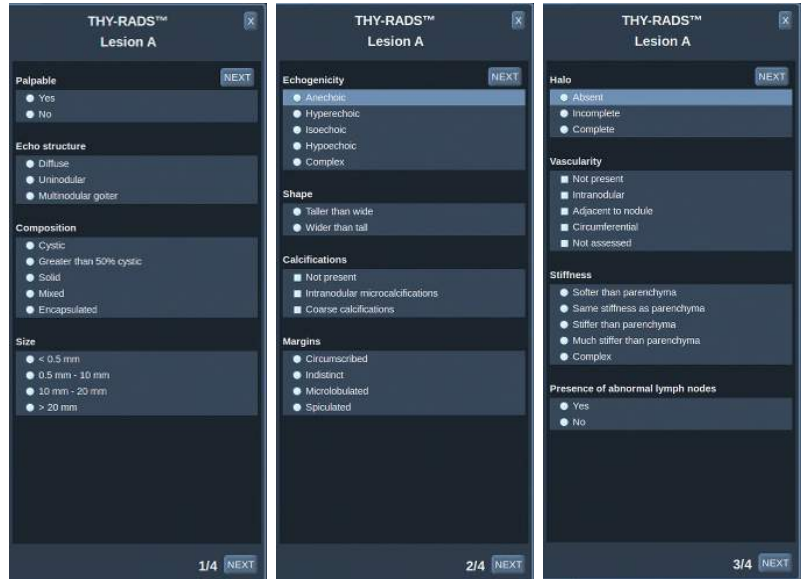 THY-RADS™
X
Lesion A
Palpable
NEXT
Yes
No
Echo structure
Diffuse
Uninodular
Multinodular goiter
Composition
Cystic
Greater than 50% cystic
Solid
Mixed
Encapsulated
Size
< 0.5 mm
0.5 mm - 10 mm
10 mm - 20 mm
> 20 mm
1/4 NEXT
THY-RADS™
X
Lesion A
Echogenicity
NEXT
Anechoic
Hyperechoic
Isoechoic
Hypoechoic
Complex
Shape
Taller than wide
Wider than tall
Calcifications
Not present
Intranodular microcalcifications
Coarse calcifications
Margins
Circumscribed
Indistinct
Microlobulated
Spiculated
2/4 NEXT
THY-RADS™
X
Lesion A
Halo
NEXT
Absent
Incomplete
Complete
Vascularity
Not present
Intranodular
Adjacent to nodule
Circumferential
Not assessed
Stiffness
Softer than parenchyma
Same stiffness as parenchyma
Stiffer than parenchyma
Much stiffer than parenchyma
Complex
Presence of abnormal lymph nodes
Yes
No
3/4 NEXT